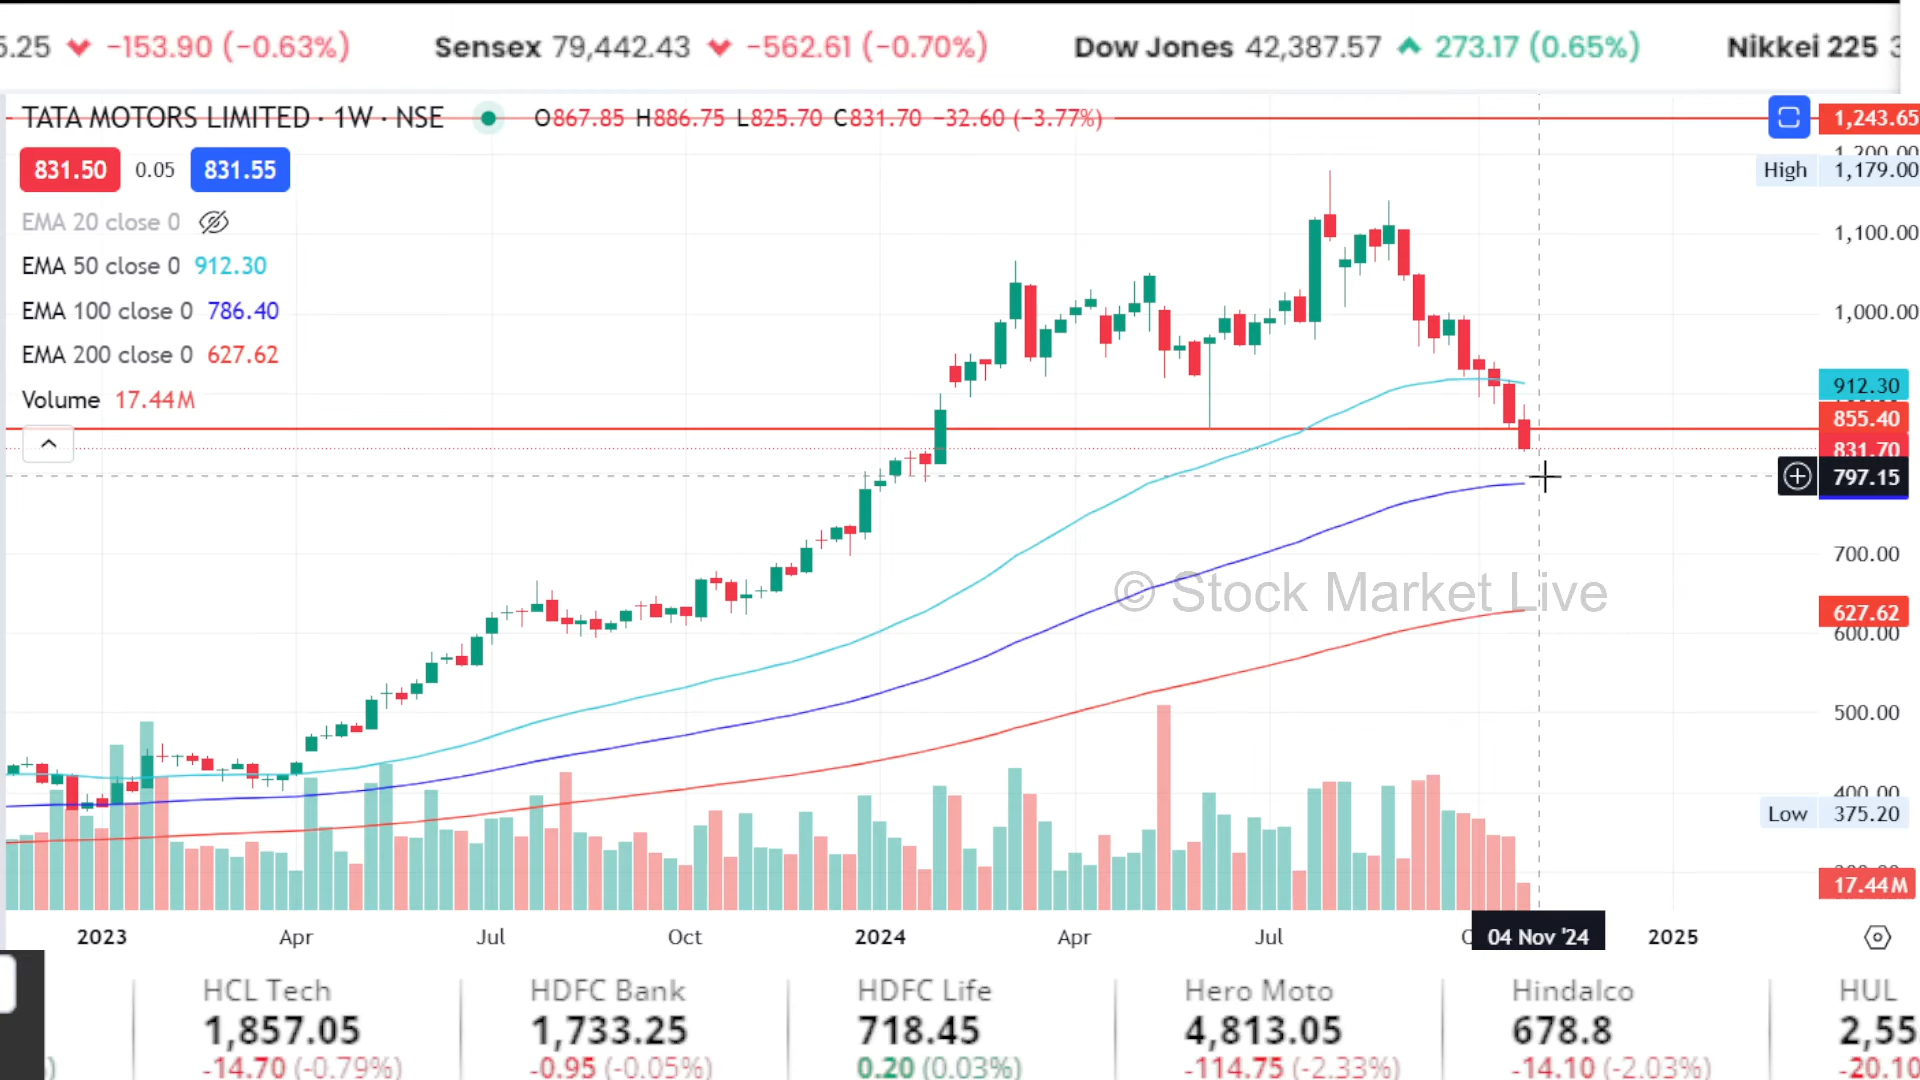 5.25 -153.90 (-0.63%) Sensex 79,442.43 -562.61 (-0.70%) Dow Jones 42,387.57 273.17 (0.65%) Nikkei 225
TATA MOTORS LIMITED · 1W · NSE O867.85 H886.75 L825.70 C831.70 -32.60 (-3.77%) 1,243.65
1,200.00
831.50 0.05 831.55 High 1,179.00
EMA 20 close 0
1,100.00
EMA 50 close 0 912.30
EMA 100 close 0 786.40 1,000.00
EMA 200 close 0 627.62
912.30
Volume 17.44M
855.40
831.70
797.15
700.00
© Stock Market Live
627.62
600.00
500.00
400.00
Low 375.20
17.44M
2023 Apr Jul Oct 2024 Apr Jul 04 Nov '24 2025
HCL Tech HDFC Bank HDFC Life Hero Moto Hindalco HUL
1,857.05 1,733.25 718.45 4,813.05 678.8 2,55
-14.70 (-0.79%) -0.95 (-0.05%) 0.20 (0.03%) -114.75 (-2.33%) -14.10 (-2.03%) -20.10